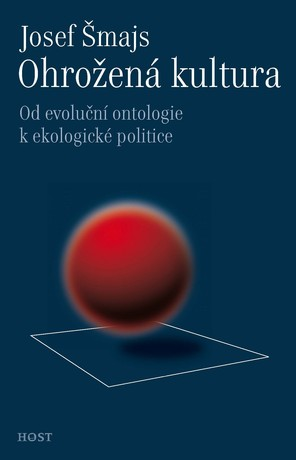 Josef Šmajs
Ohrožená kultura
Od evoluční ontologie
k ekologické politice
HOST